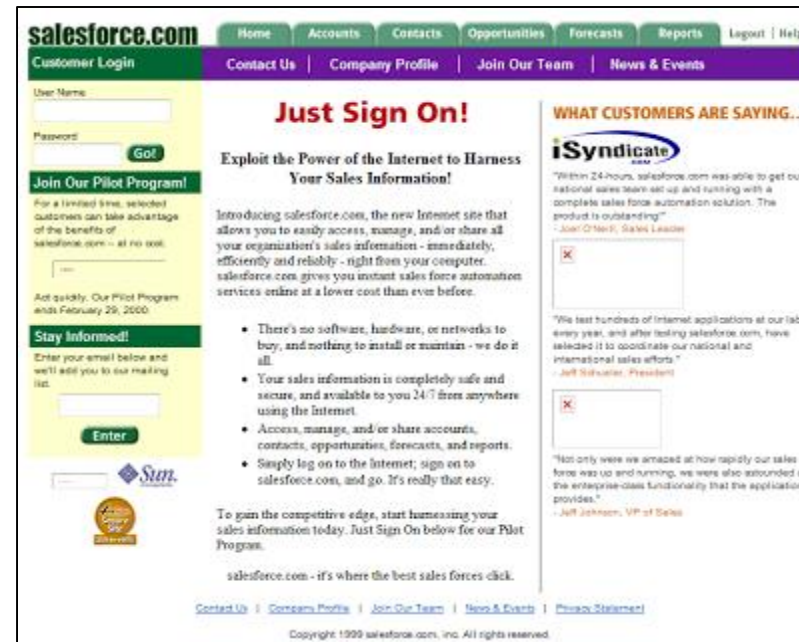 salesforce.com
Home Accounts Contacts Opportunities Forecasts Reports Logout | Help
Customer Login
Contact Us | Company Profile | Join Our Team | News & Events
User Name
Password
Go!
Join Our Pilot Program!
For a limited time, selected
customers can take advantage
of the benefits of
salesforce.com -- at no cost.
Act quickly. Our Pilot Program
ends February 29, 2000.
Stay Informed!
Enter your email below and
we'll add you to our mailing
list.
Enter
Sun
Secure
Site
Just Sign On!
Exploit the Power of the Internet to Harness
Your Sales Information!
Introducing salesforce.com, the new Internet site that
allows you to easily access, manage, and/or share all
your organization's sales information - immediately,
efficiently and reliably - right from your computer.
salesforce.com gives you instant sales force automation
services online at a lower cost than ever before.
• There's no software, hardware, or networks to
buy, and nothing to install or maintain - we do it
all.
• Your sales information is completely safe and
secure, and available to you 24/7 from anywhere
using the Internet.
• Access, manage, and/or share accounts,
contacts, opportunities, forecasts, and reports.
• Simply log on to the Internet; sign on to
salesforce.com, and go. It's really that easy.
To gain the competitive edge, start harnessing your
sales information today. Just Sign On below for our Pilot
Program.
salesforce.com - it's where the best sales forces click.
WHAT CUSTOMERS ARE SAYING...
iSyndicate
.COM
"Within 24-hours, salesforce.com was able to get our
national sales team set up and running with a
complete sales force automation solution. The
product is outstanding!"
- Joel O'Neill, Sales Leader
"We test hundreds of Internet applications at our lab
every year, and after testing salesforce.com, have
selected it to coordinate our national and
international sales efforts."
- Jeff Schueler, President
"Not only were we amazed at how rapidly our sales
force was up and running, we were also astounded
the enterprise-class functionality that the application
provides."
- Jeff Johnson, VP of Sales
Contact Us | Company Profile | Join Our Team | News & Events | Privacy Statement
Copyright 1999 salesforce.com, inc. All rights reserved.